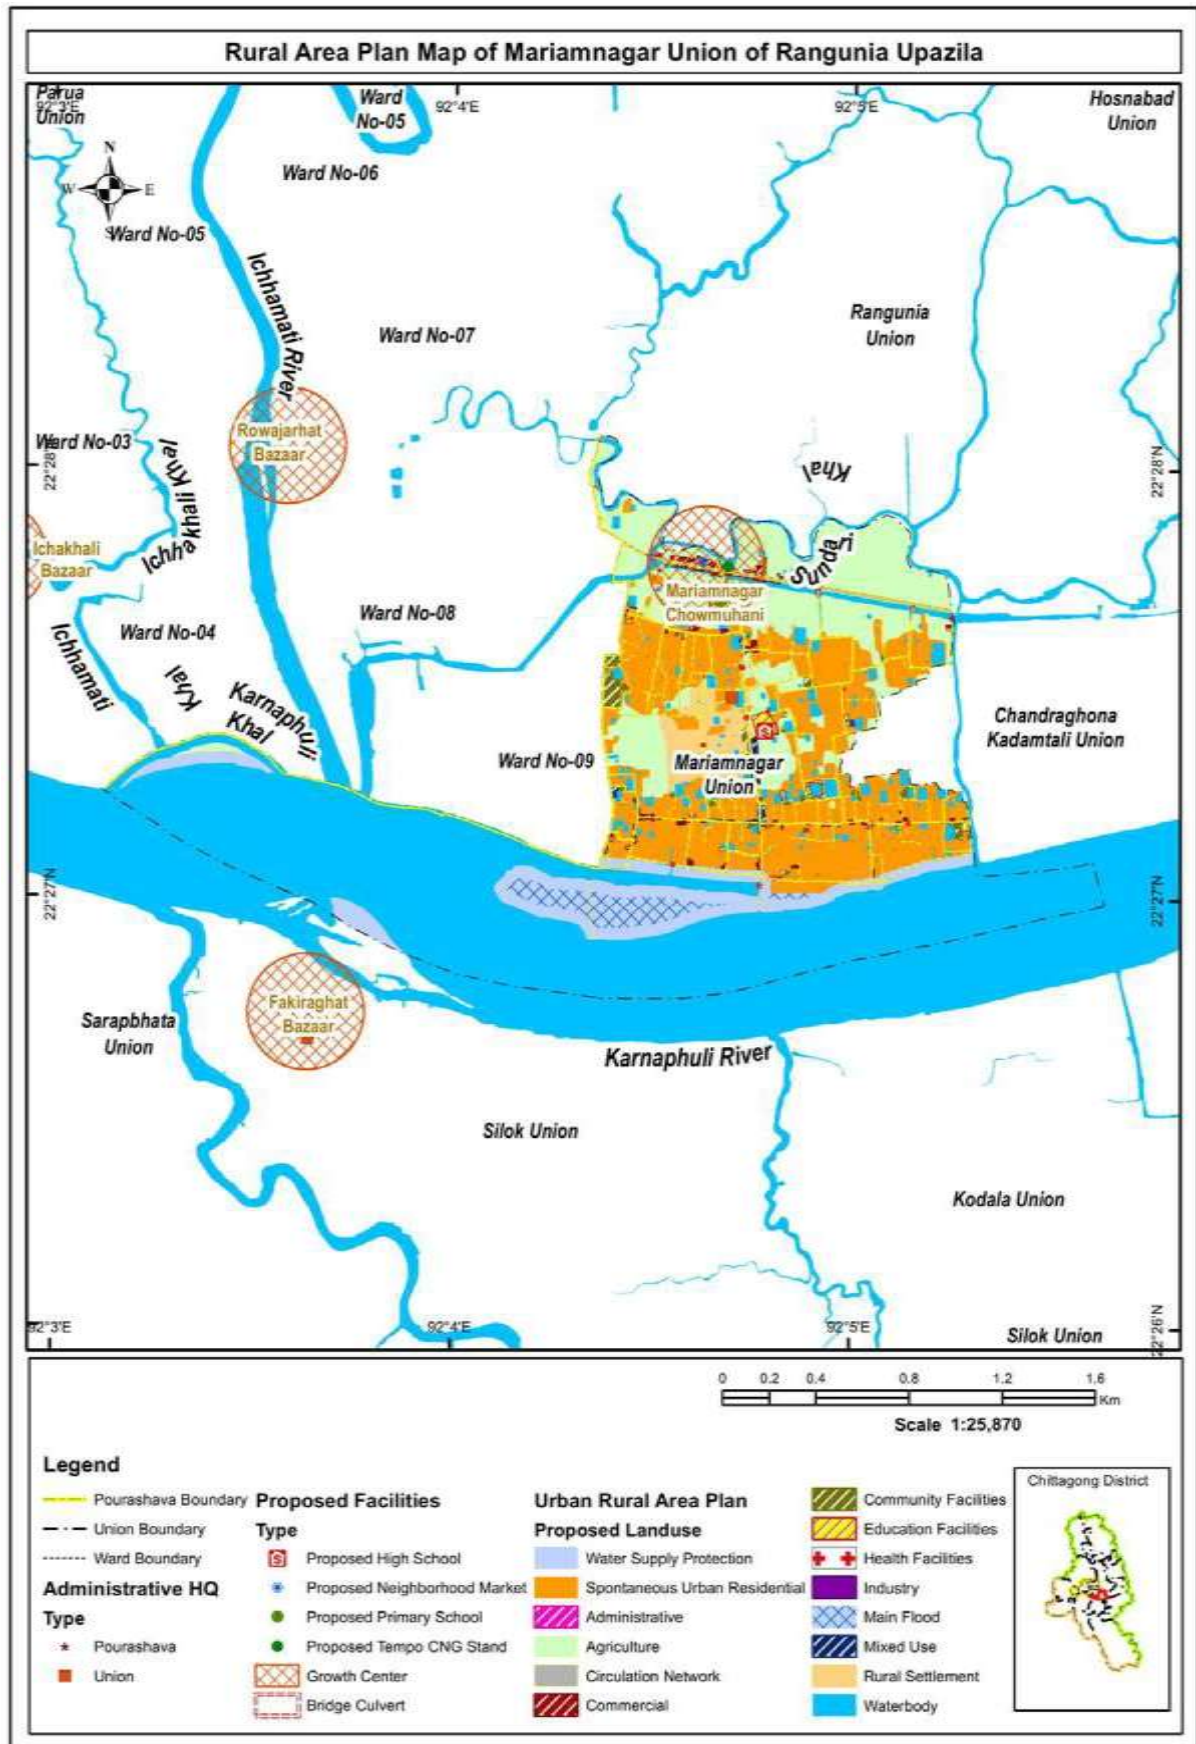 Rural Area Plan Map of Mariamnagar Union of Rangunia Upazila
Parua
Union
92°3'E
Ward
No-05
92°4'E
92°5'E
Hosnabad
Union
Ward No-06
N
W
E
S
Ward No-05
Ichhamati River
Ward No-07
Rangunia
Union
Rowajarhat
Bazaar
Ward No-03
22°28'N
22°28'N
Ichhakhali Khal
Khal
Sundari
Ichakhali
Bazaar
Mariamnagar
Chowmuhani
Ward No-08
Ward No-04
Ichhamati
Khal
Karnaphuli
Khal
Chandraghona
Kadamtali Union
Ward No-09
Mariamnagar
Union
22°27'N
22°27'N
Fakiraghat
Bazaar
Sarapbhata
Union
Karnaphuli River
Silok Union
Kodala Union
Silok Union
22°26'N
92°3'E
92°4'E
92°5'E
0 0.2 0.4 0.8 1.2 1.6
Km
Scale 1:25,870
Legend
Pourashava Boundary
Union Boundary
Ward Boundary
Administrative HQ
Type
Pourashava
Union
Proposed Facilities
Type
Proposed High School
Proposed Neighborhood Market
Proposed Primary School
Proposed Tempo CNG Stand
Growth Center
Bridge Culvert
Urban Rural Area Plan
Proposed Landuse
Water Supply Protection
Spontaneous Urban Residential
Administrative
Agriculture
Circulation Network
Commercial
Community Facilities
Education Facilities
Health Facilities
Industry
Main Flood
Mixed Use
Rural Settlement
Waterbody
Chittagong District